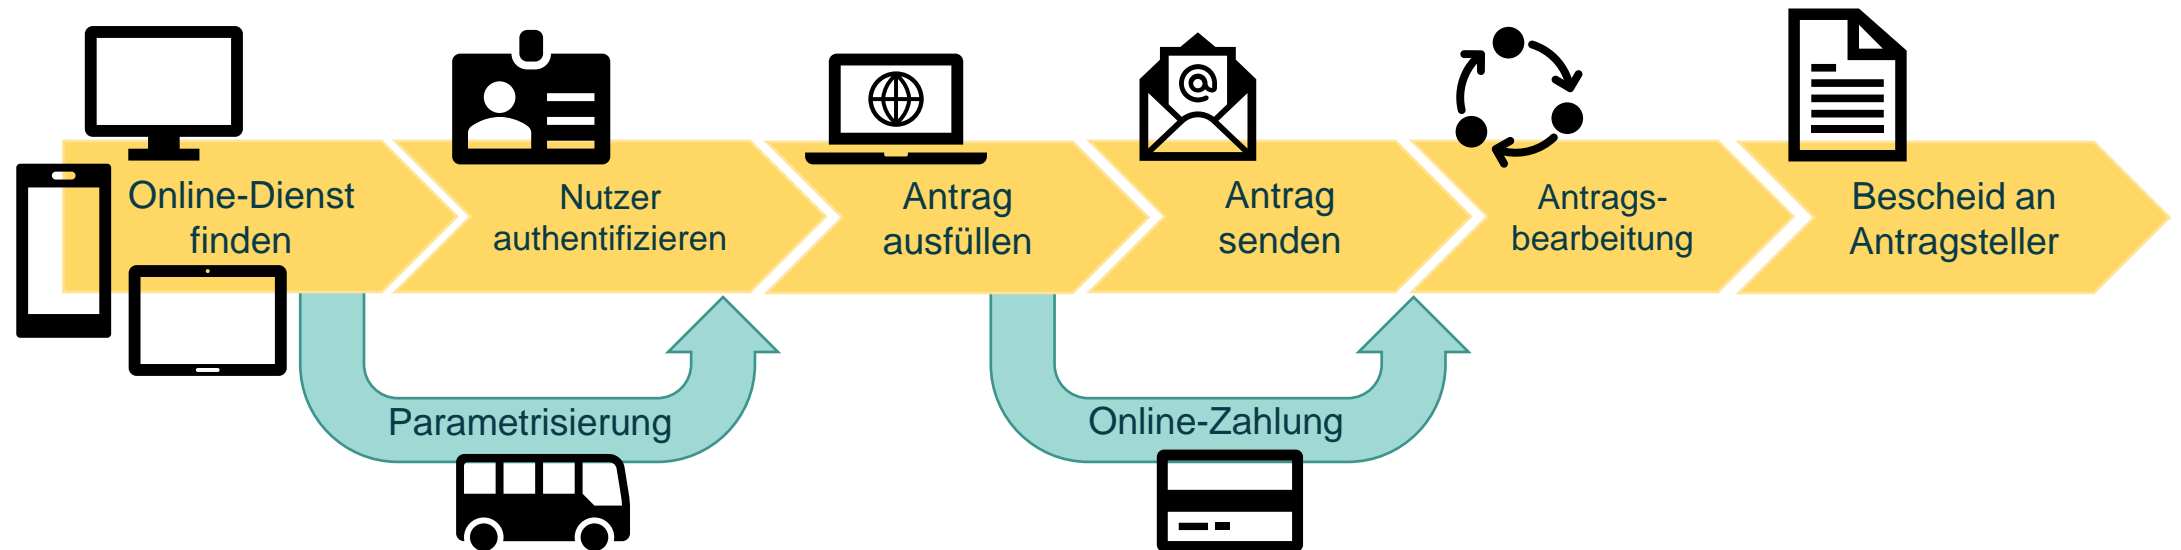 Online-Dienst
finden
Nutzer
authentifizieren
Antrag
ausfüllen
Antrag
senden
Antrags-
bearbeitung
Bescheid an
Antragsteller
Parametrisierung
Online-Zahlung
@